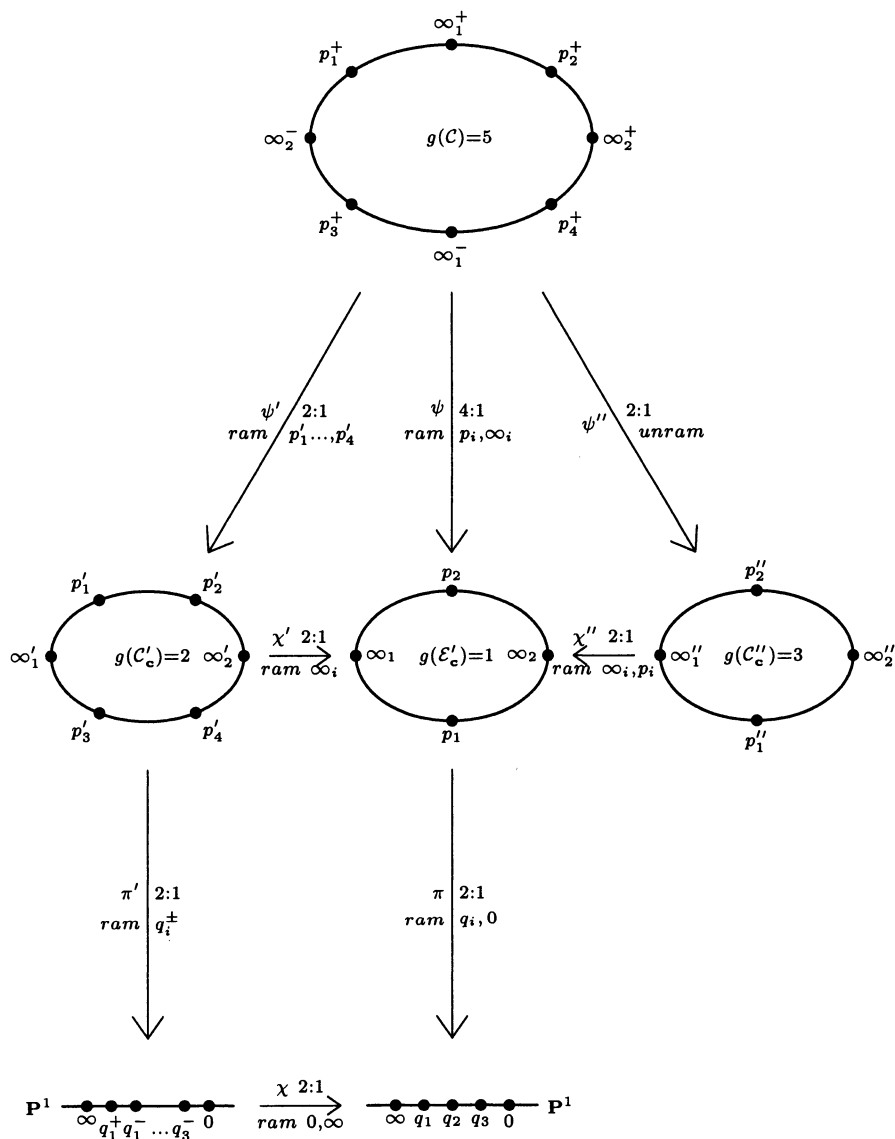 ∞₁⁺
p₁⁺ p₂⁺
∞₂⁻ g(𝒞)=5 ∞₂⁺
p₃⁺ p₄⁺
∞₁⁻
ψ′ 2:1
ram p′₁...,p′₄
ψ 4:1
ram pᵢ,∞ᵢ
ψ″ 2:1
unram
p′₁ p′₂
∞′₁ g(𝒞′_c)=2 ∞′₂
p′₃ p′₄
χ′ 2:1
ram ∞ᵢ
p₂
∞₁ g(ℰ′_c)=1 ∞₂
p₁
χ″ 2:1
ram ∞ᵢ,pᵢ
p″₂
∞″₁ g(𝒞″_c)=3 ∞″₂
p″₁
π′ 2:1
ram qᵢ^±
π 2:1
ram qᵢ,0
P¹
∞ q₁⁺ q₁⁻ ... q₃⁻ 0
χ 2:1
ram 0,∞
∞ q₁ q₂ q₃ 0
P¹